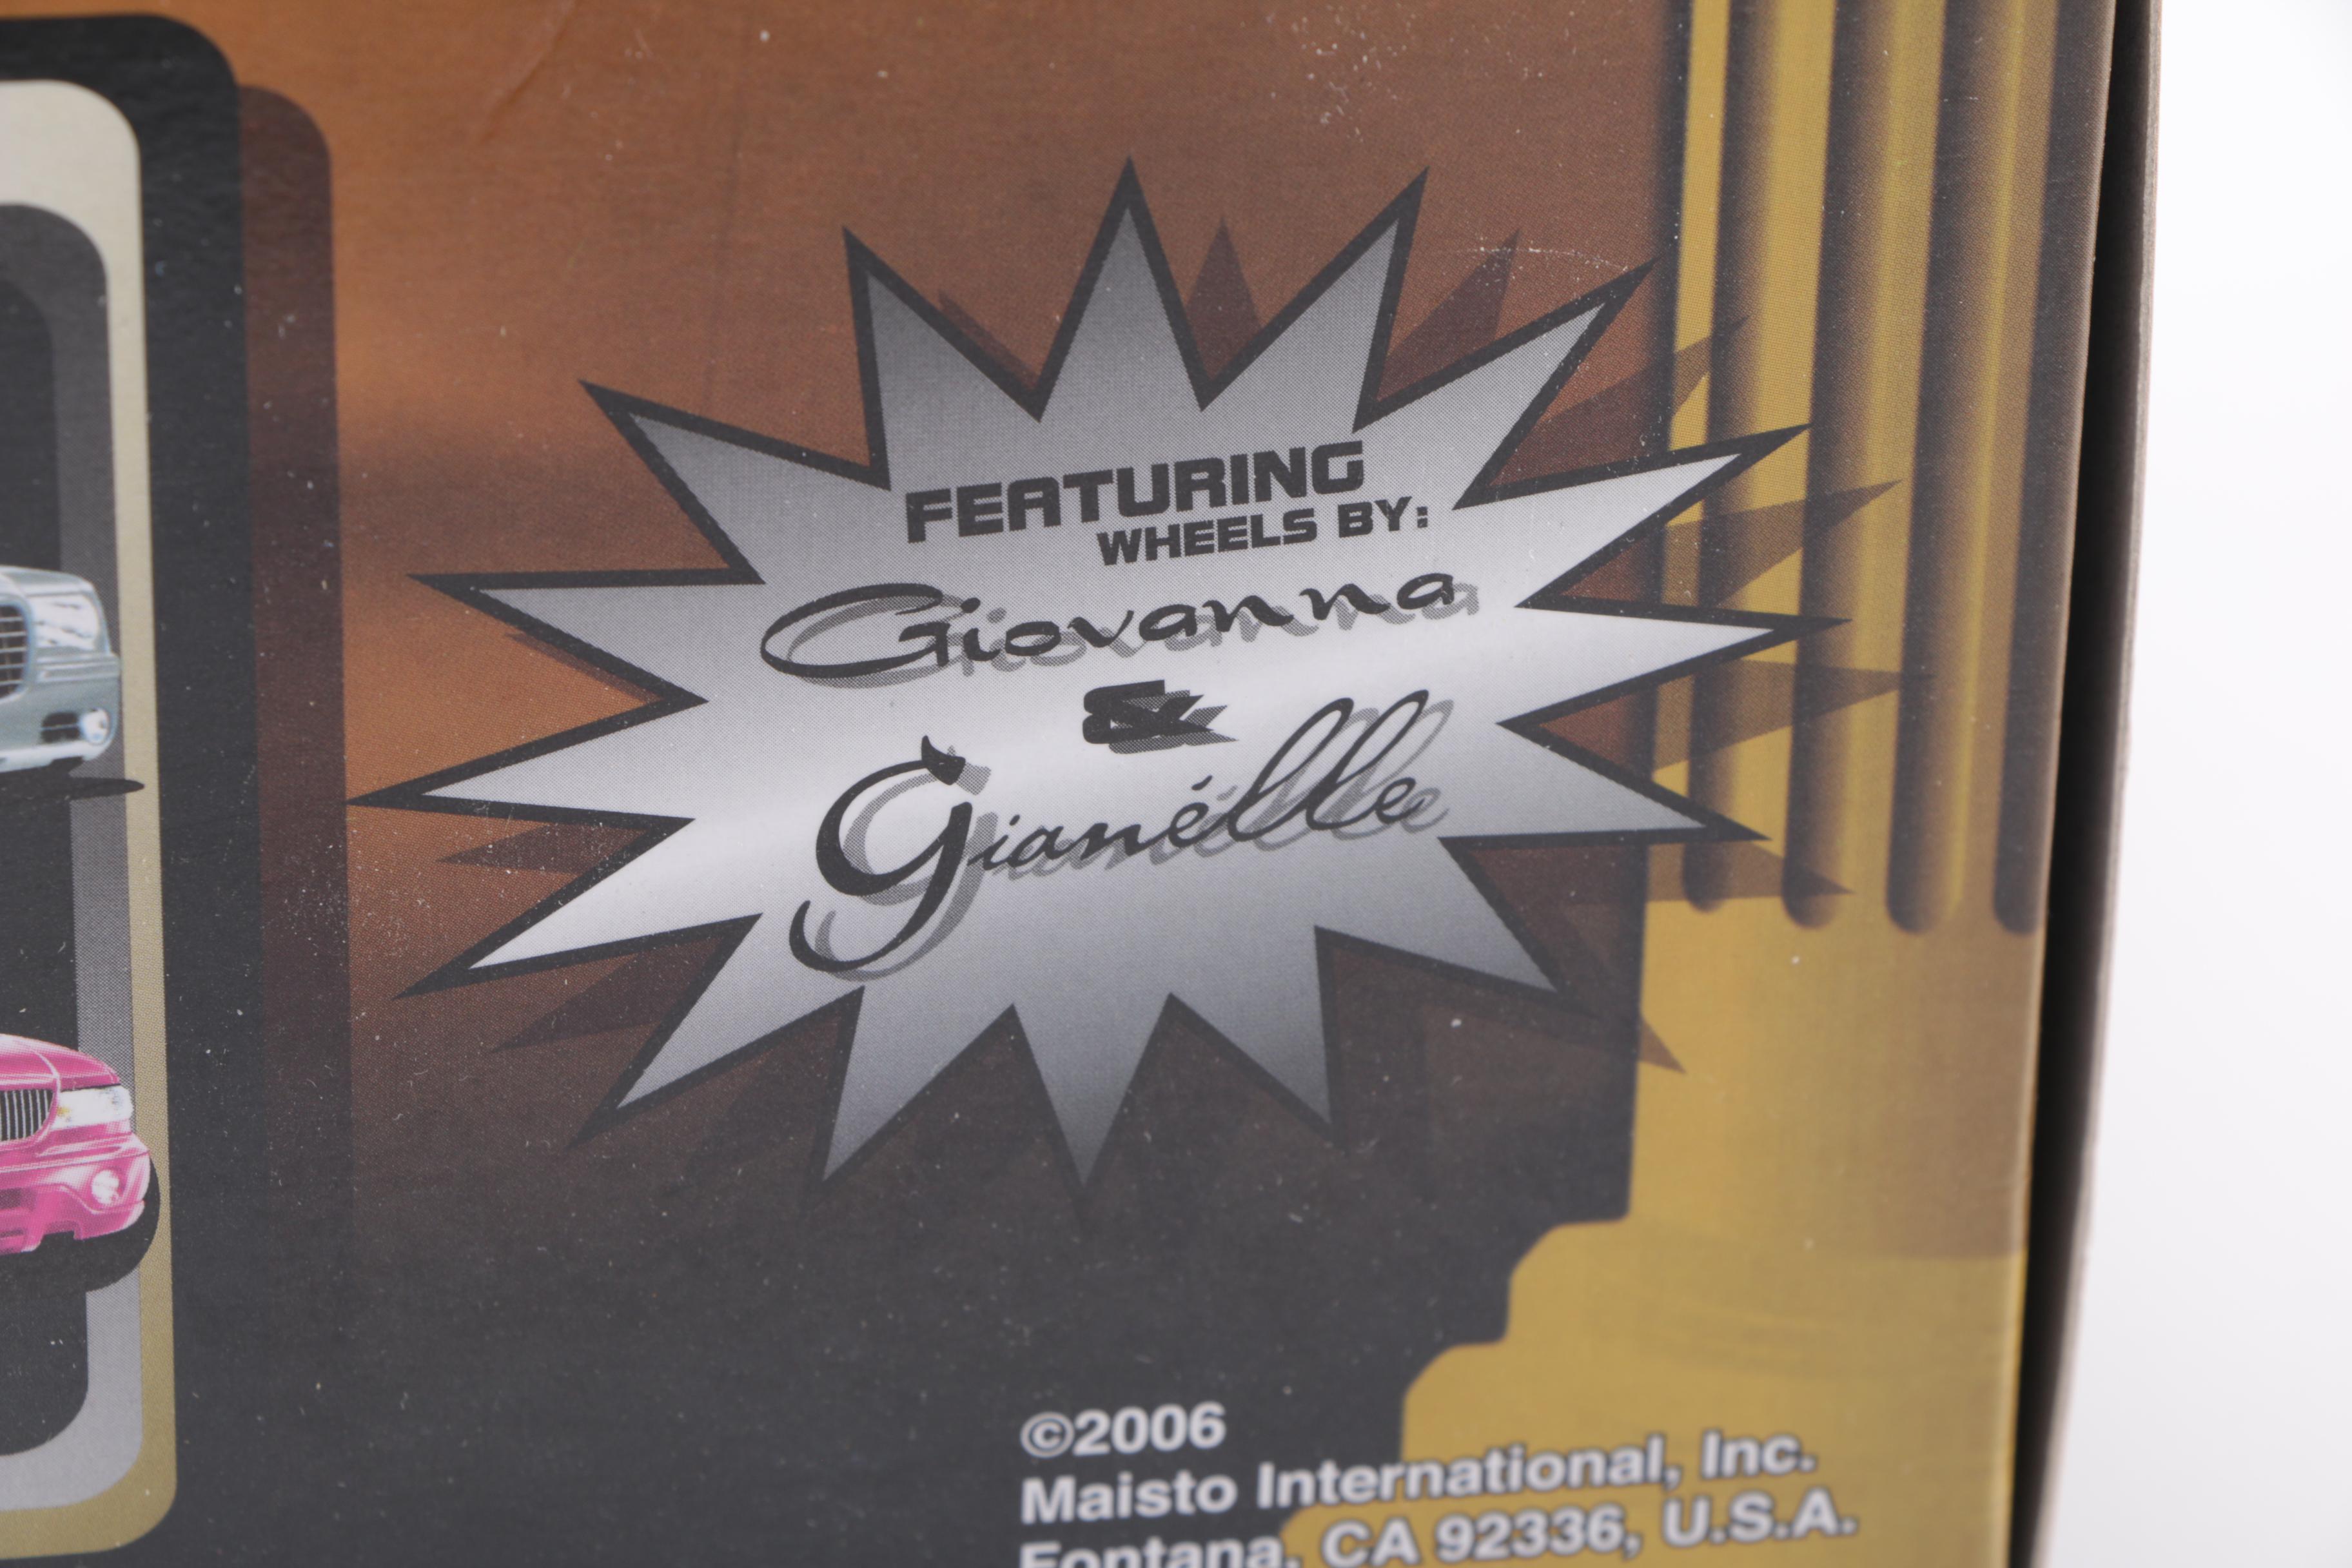 FEATURING
WHEELS BY:
Giovanna
&
Gianélle
©2006
Maisto International, Inc.
Fontana, CA 92336, U.S.A.